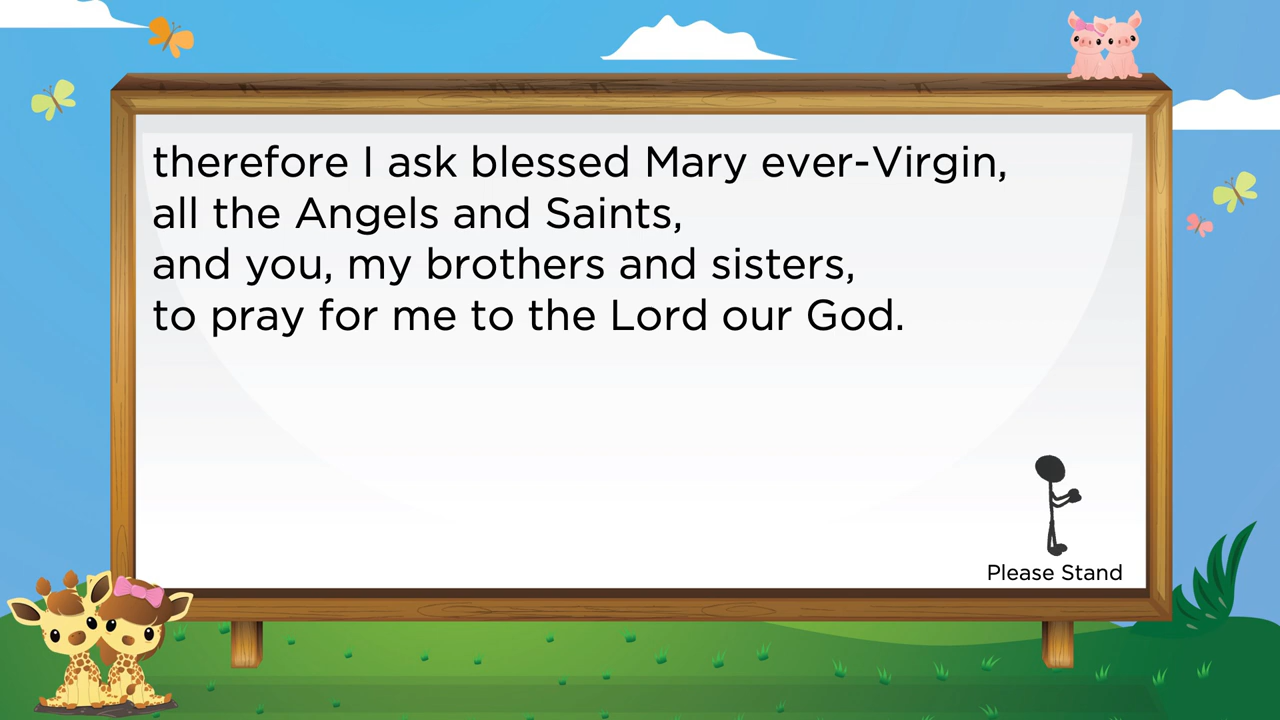 therefore I ask blessed Mary ever-Virgin,
all the Angels and Saints,
and you, my brothers and sisters,
to pray for me to the Lord our God.
Please Stand